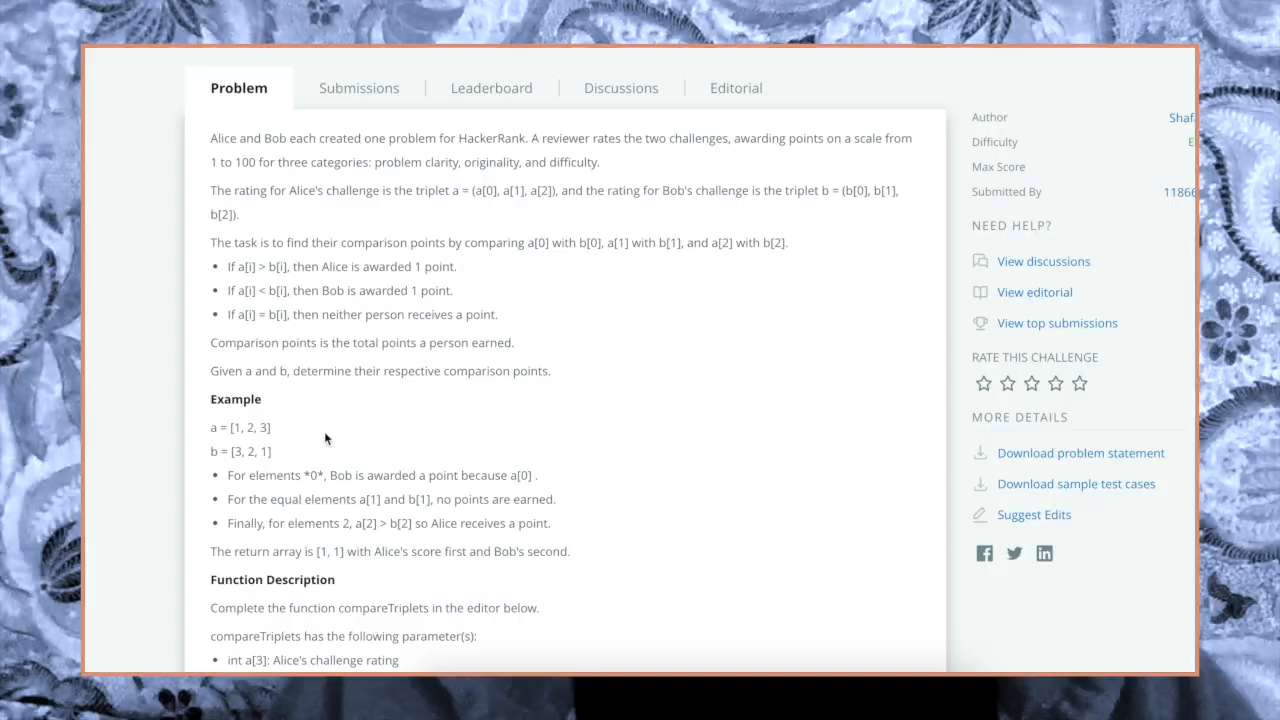 Problem
Submissions
Leaderboard
Discussions
Editorial
Alice and Bob each created one problem for HackerRank. A reviewer rates the two challenges, awarding points on a scale from
1 to 100 for three categories: problem clarity, originality, and difficulty.
The rating for Alice's challenge is the triplet a = (a[0], a[1], a[2]), and the rating for Bob's challenge is the triplet b = (b[0], b[1],
b[2]).
The task is to find their comparison points by comparing a[0] with b[0], a[1] with b[1], and a[2] with b[2].
• If a[i] > b[i], then Alice is awarded 1 point.
• If a[i] < b[i], then Bob is awarded 1 point.
• If a[i] = b[i], then neither person receives a point.
Comparison points is the total points a person earned.
Given a and b, determine their respective comparison points.
Example
a = [1, 2, 3]
b = [3, 2, 1]
• For elements *0*, Bob is awarded a point because a[0] .
• For the equal elements a[1] and b[1], no points are earned.
• Finally, for elements 2, a[2] > b[2] so Alice receives a point.
The return array is [1, 1] with Alice's score first and Bob's second.
Function Description
Complete the function compareTriplets in the editor below.
compareTriplets has the following parameter(s):
• int a[3]: Alice's challenge rating
Author
Difficulty
Max Score
Submitted By
NEED HELP?
View discussions
View editorial
View top submissions
RATE THIS CHALLENGE
MORE DETAILS
Download problem statement
Download sample test cases
Suggest Edits